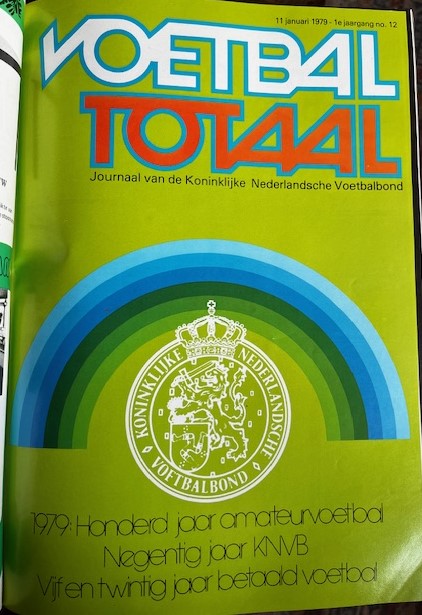 11 januari 1979 - 1e jaargang no. 12
VOETBAL
TOTAAL
Journaal van de Koninklijke Nederlandsche Voetbalbond
KONINKLIJKE NEDERLANDSCHE
VOETBALBOND
1979: Honderd jaar amateurvoetbal
Negentig jaar KNVB
Vijf en twintig jaar betaald voetbal